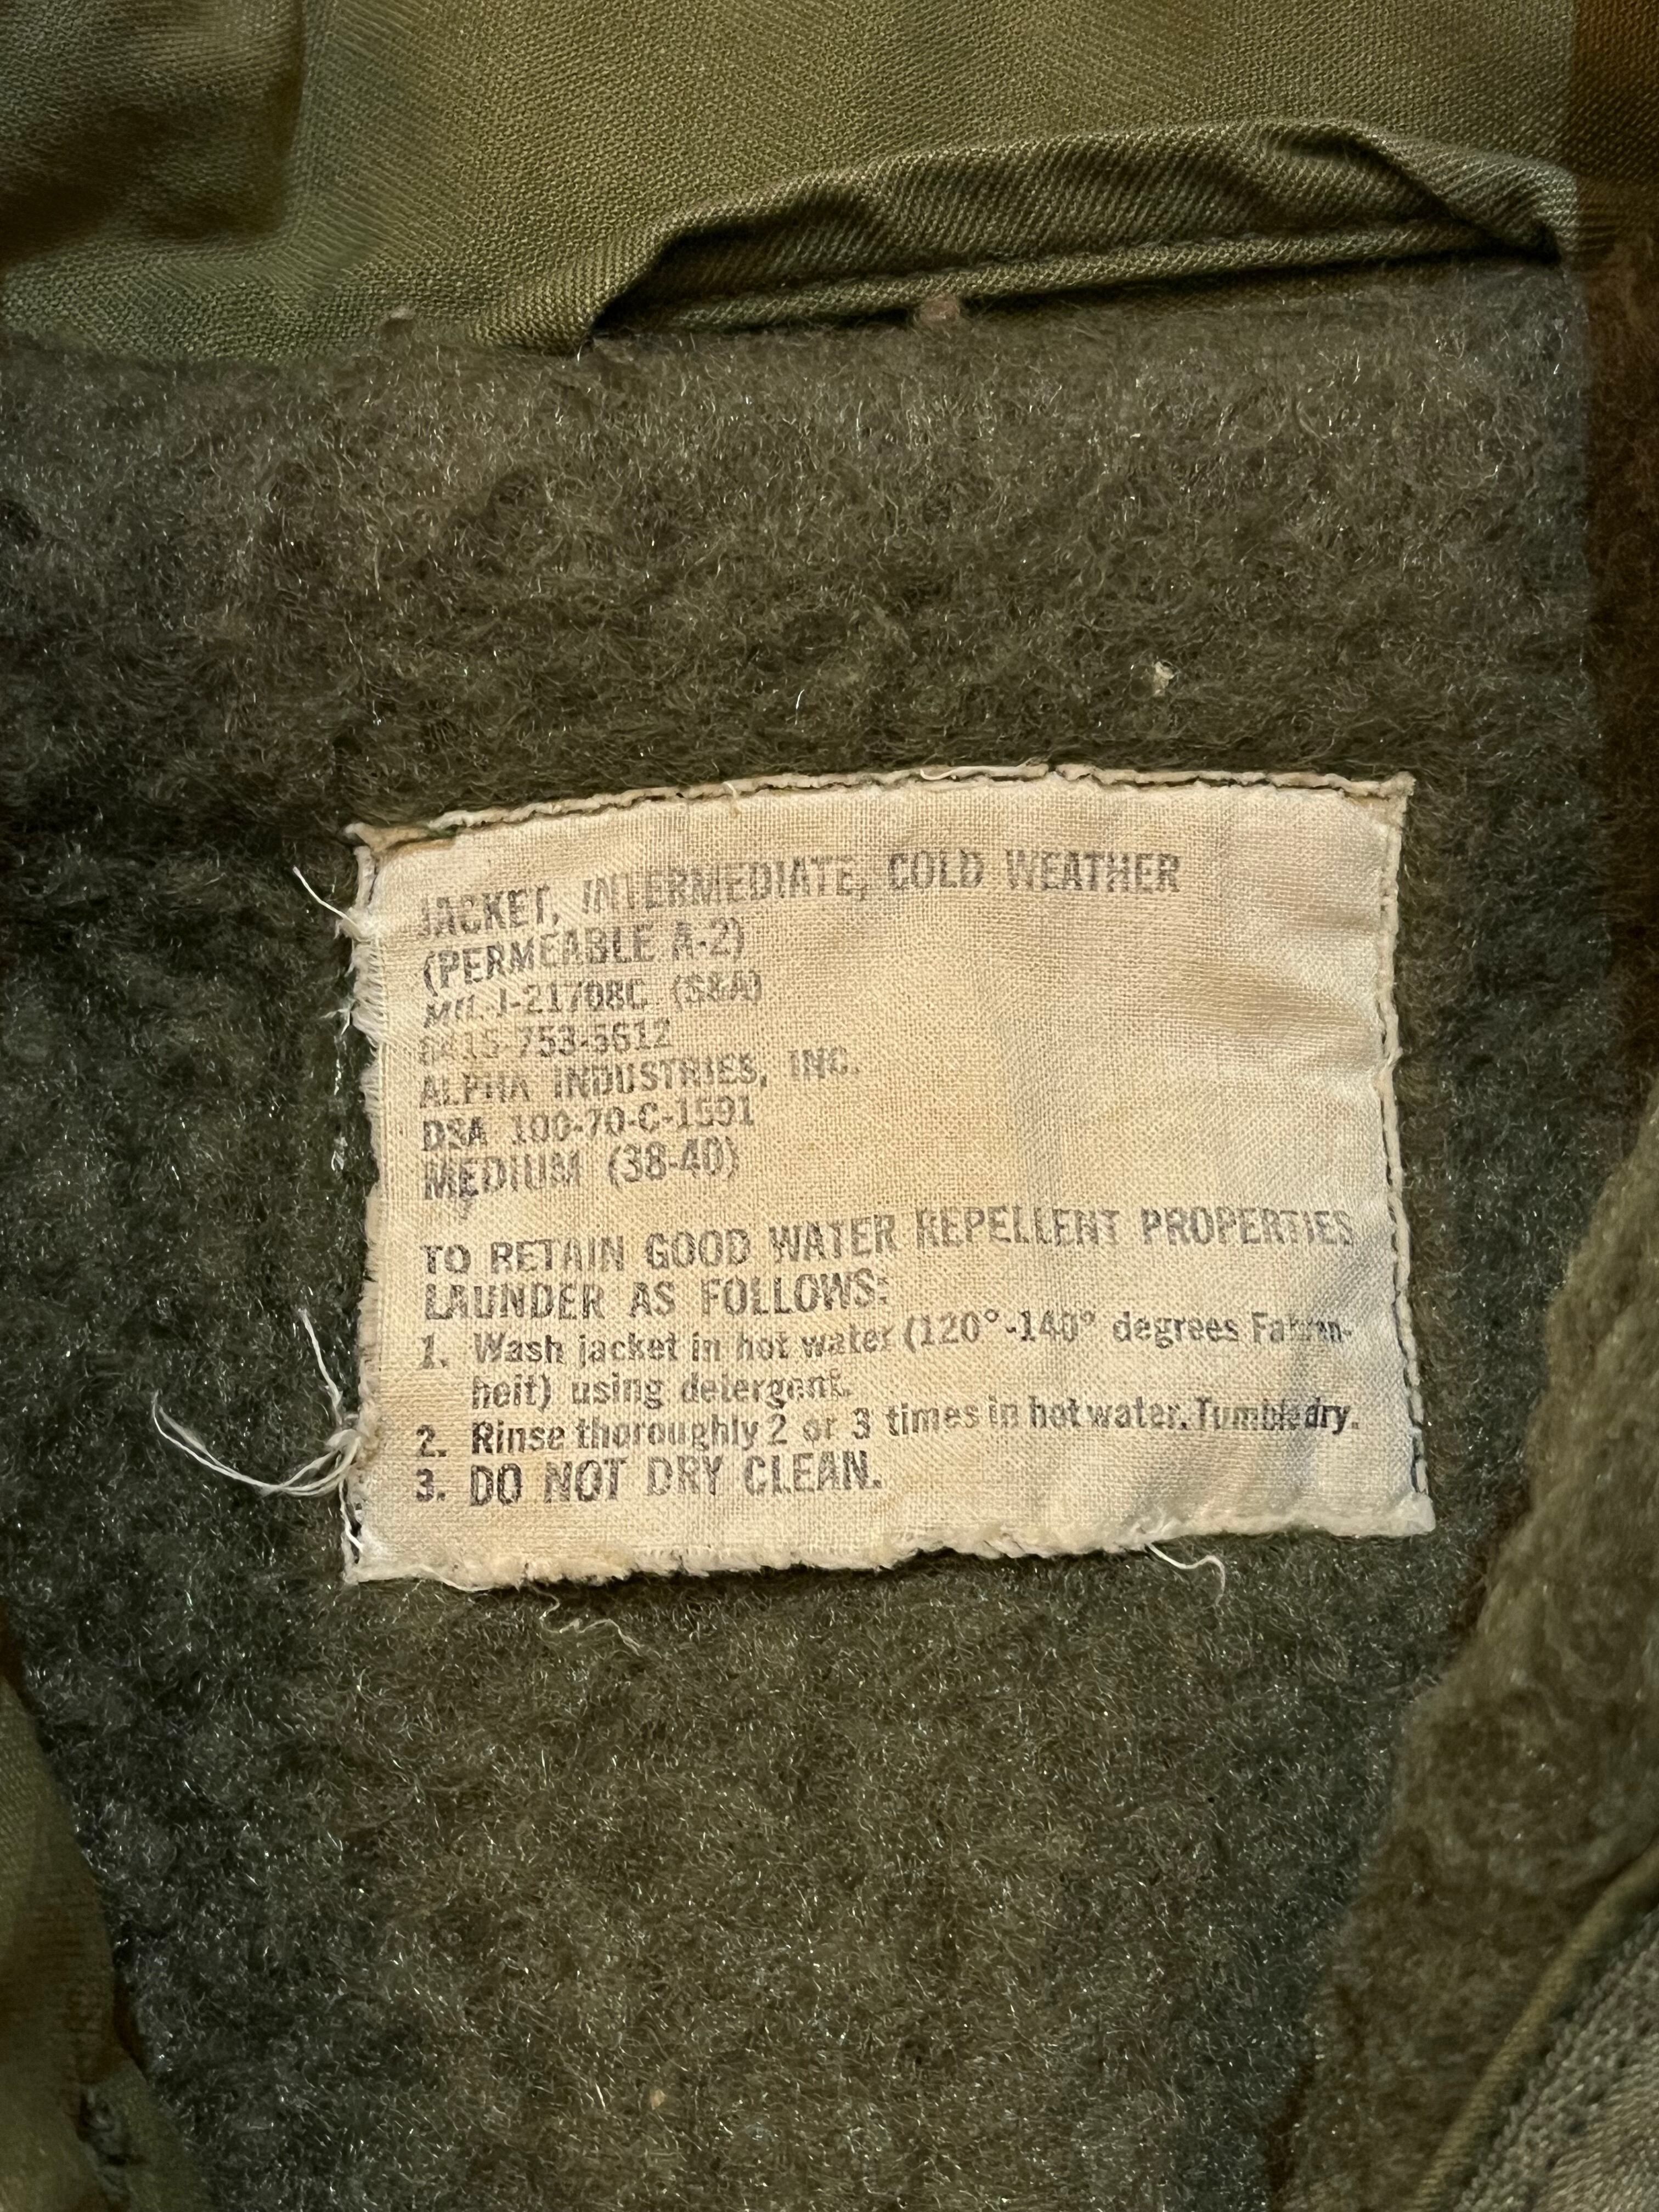 JACKET, INTERMEDIATE, COLD WEATHER
(PERMEABLE A-2)
MIL-J-21708C (S&A)
8415-753-5612
ALPHA INDUSTRIES, INC.
DSA 100-70-C-1591
MEDIUM (38-40)
TO RETAIN GOOD WATER REPELLENT PROPERTIES
LAUNDER AS FOLLOWS:
1. Wash jacket in hot water (120°-140° degrees Fahren-
heit) using detergent.
2. Rinse thoroughly 2 or 3 times in hot water. Tumble dry.
3. DO NOT DRY CLEAN.